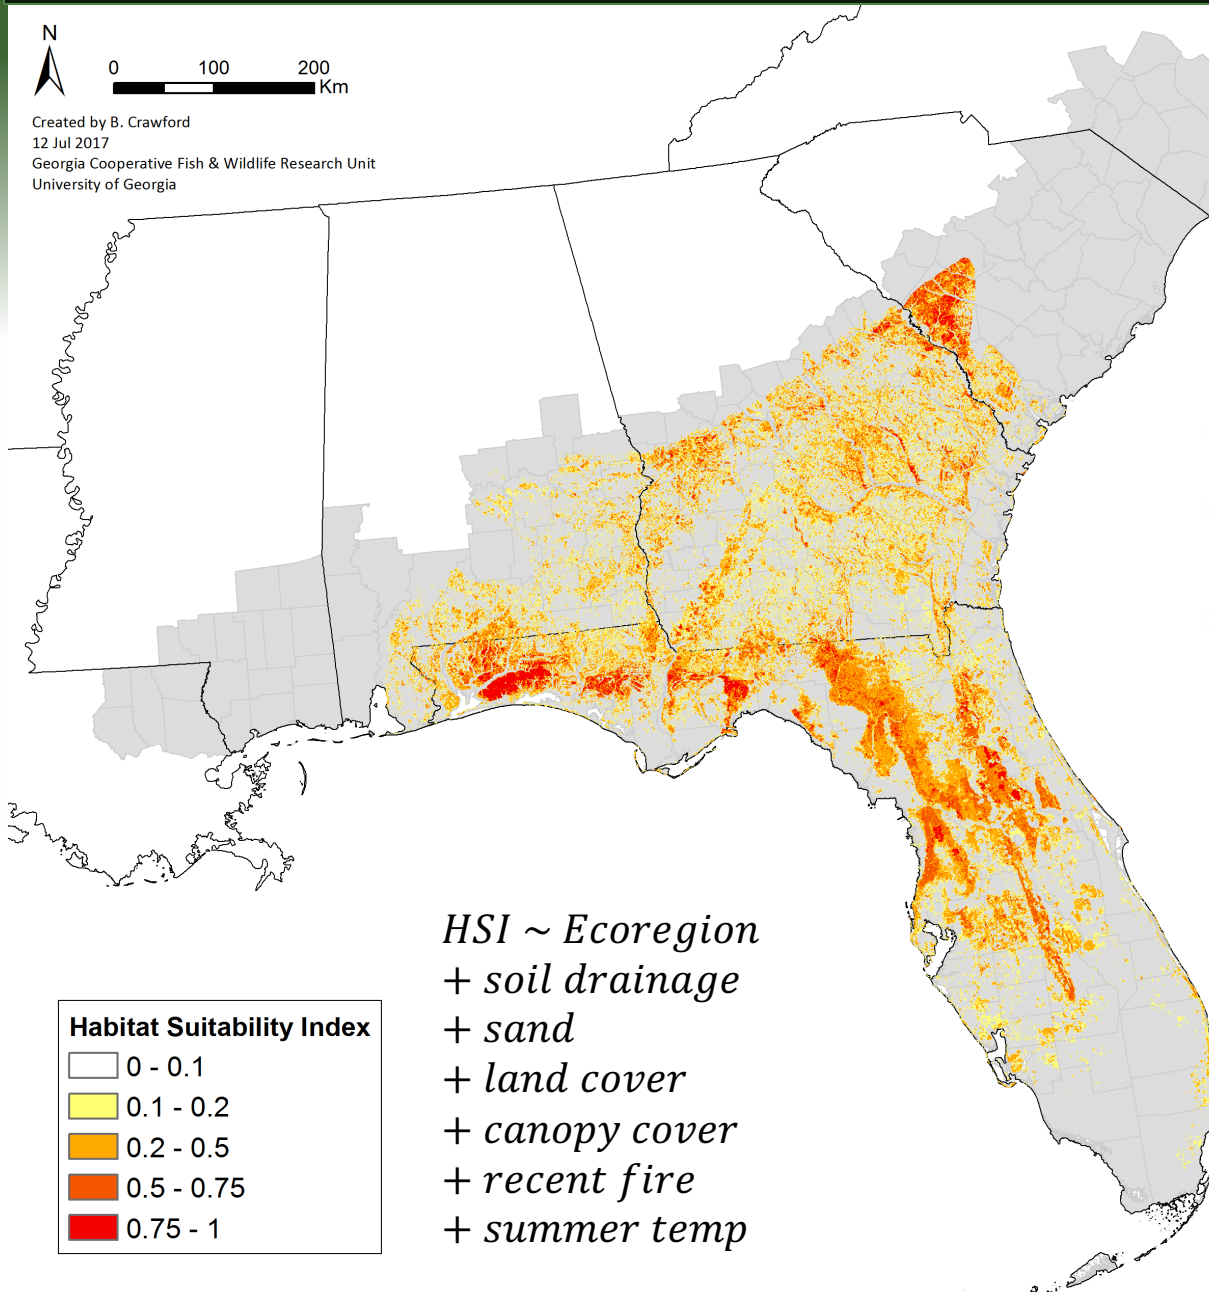 N
0 100 200
Km
Created by B. Crawford
12 Jul 2017
Georgia Cooperative Fish & Wildlife Research Unit
University of Georgia
HSI ~ Ecoregion
+ soil drainage
+ sand
+ land cover
+ canopy cover
+ recent fire
+ summer temp
Habitat Suitability Index
0 - 0.1
0.1 - 0.2
0.2 - 0.5
0.5 - 0.75
0.75 - 1